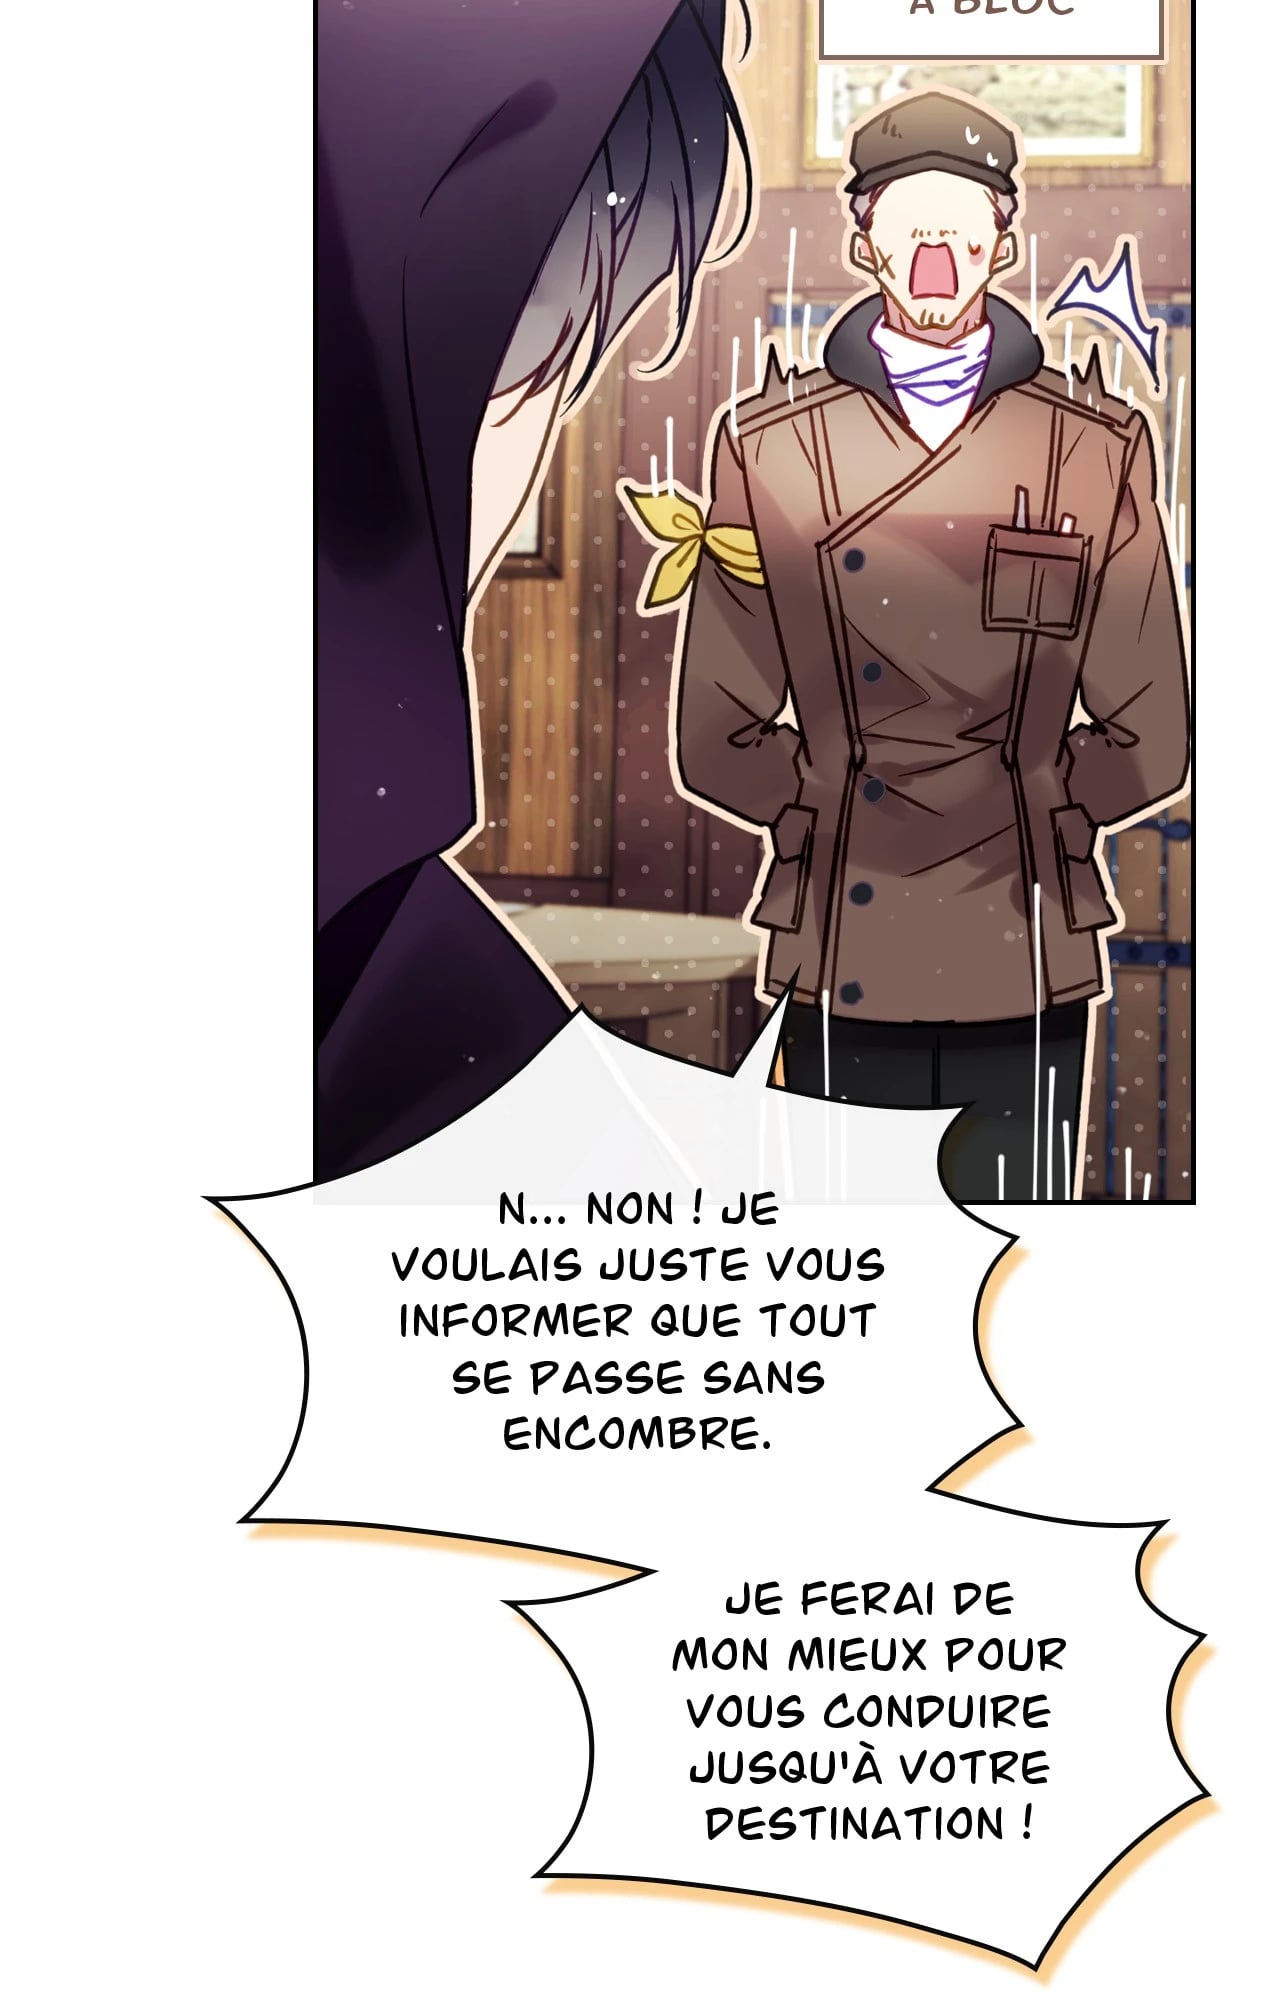 À BLOC
N... NON ! JE
VOULAIS JUSTE VOUS
INFORMER QUE TOUT
SE PASSE SANS
ENCOMBRE.
JE FERAI DE
MON MIEUX POUR
VOUS CONDUIRE
JUSQU'À VOTRE
DESTINATION !